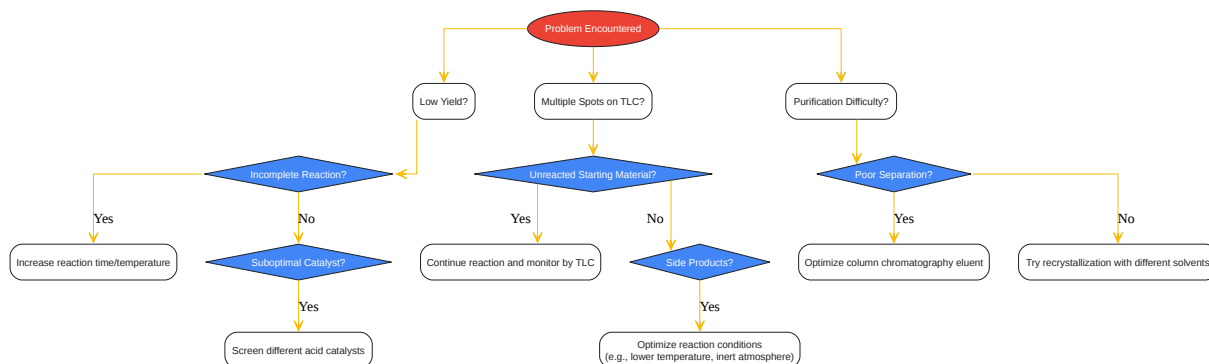 Problem Encountered
Low Yield?
Multiple Spots on TLC?
Purification Difficulty?
Incomplete Reaction?
Unreacted Starting Material?
Poor Separation?
Yes
No
Yes
No
Yes
No
Increase reaction time/temperature
Suboptimal Catalyst?
Continue reaction and monitor by TLC
Side Products?
Optimize column chromatography eluent
Try recrystallization with different solvents
Yes
Yes
Screen different acid catalysts
Optimize reaction conditions
(e.g., lower temperature, inert atmosphere)